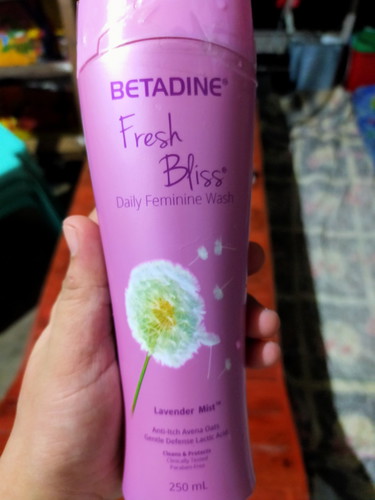 BETADINE®
Fresh
Bliss®
Daily Feminine Wash
Lavender Mist™
Anti-Itch Avena Oats
Gentle Defense Lactic Acid
Cleans & Protects
Clinically Tested
Paraben-Free
250 mL